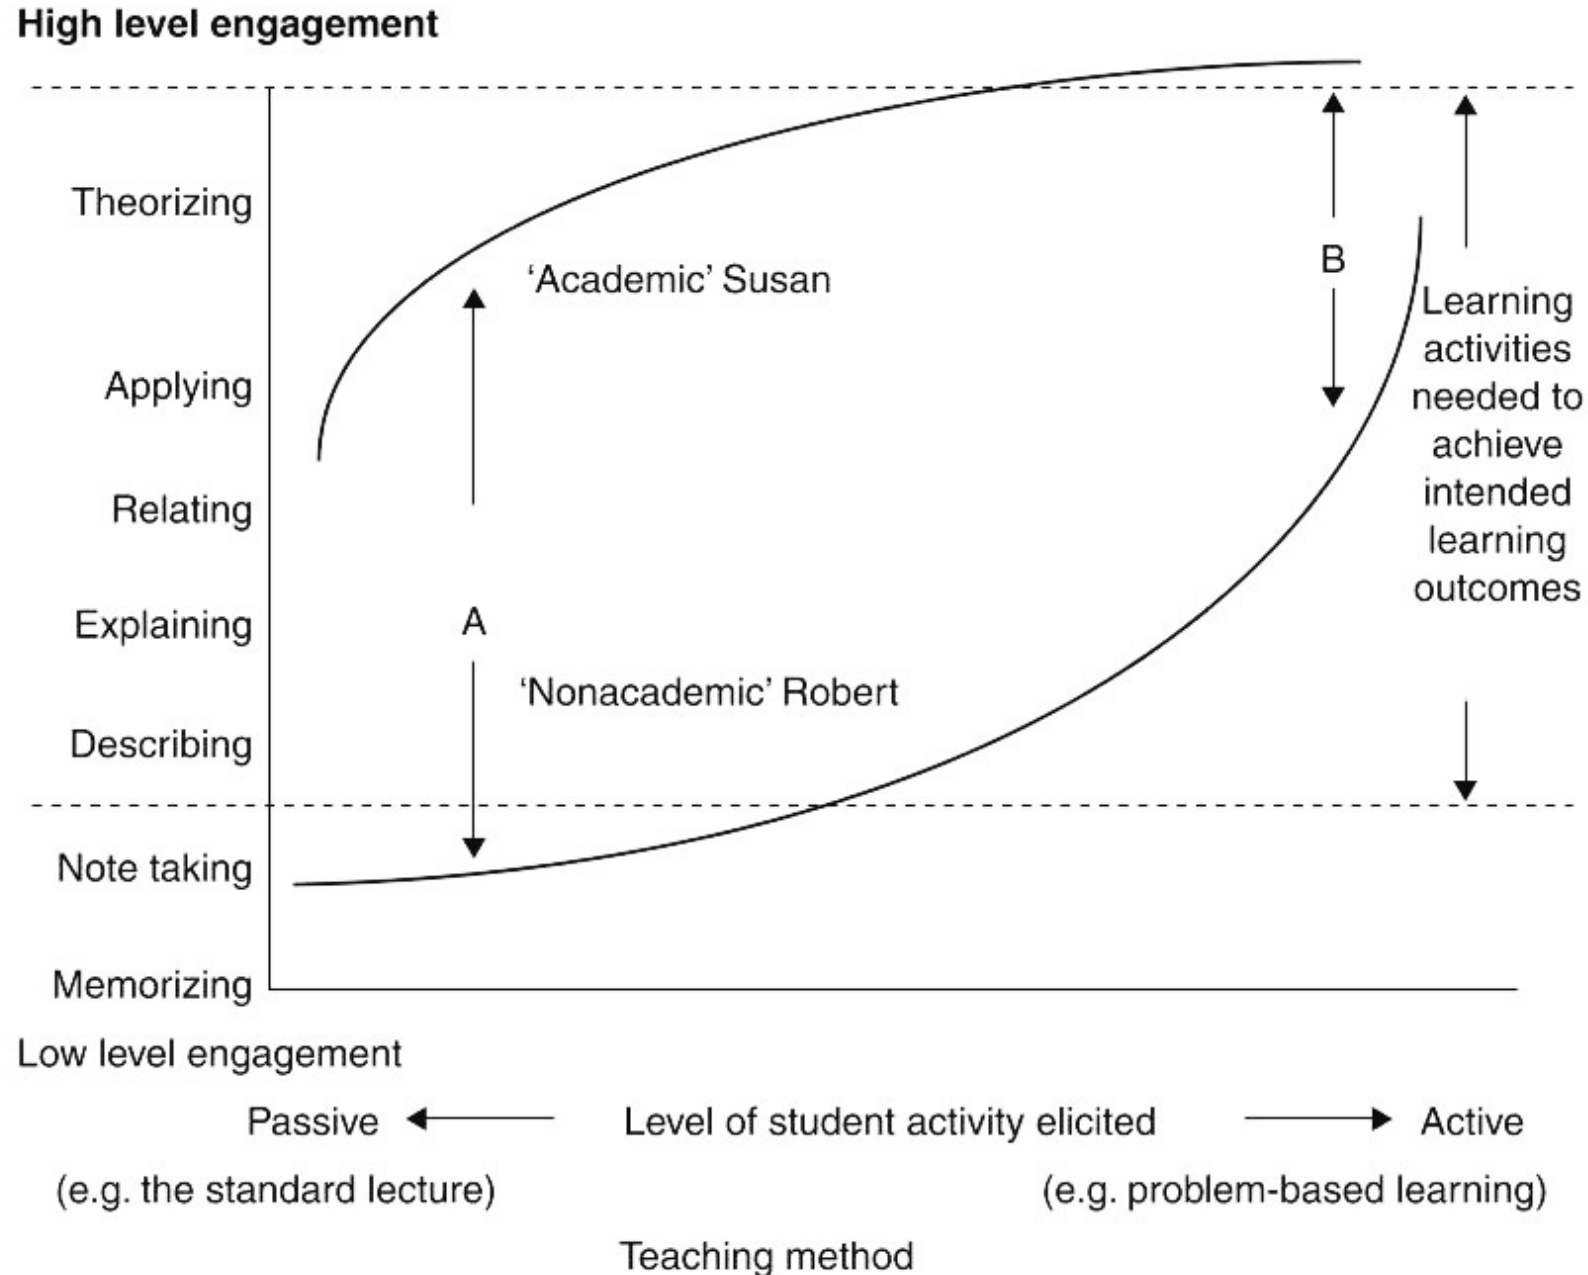 High level engagement
Theorizing
‘Academic’ Susan
B
Learning
activities
needed to
achieve
intended
learning
outcomes
Applying
Relating
Explaining
A
‘Nonacademic’ Robert
Describing
Note taking
Memorizing
Low level engagement
Passive Level of student activity elicited Active
(e.g. the standard lecture) (e.g. problem-based learning)
Teaching method